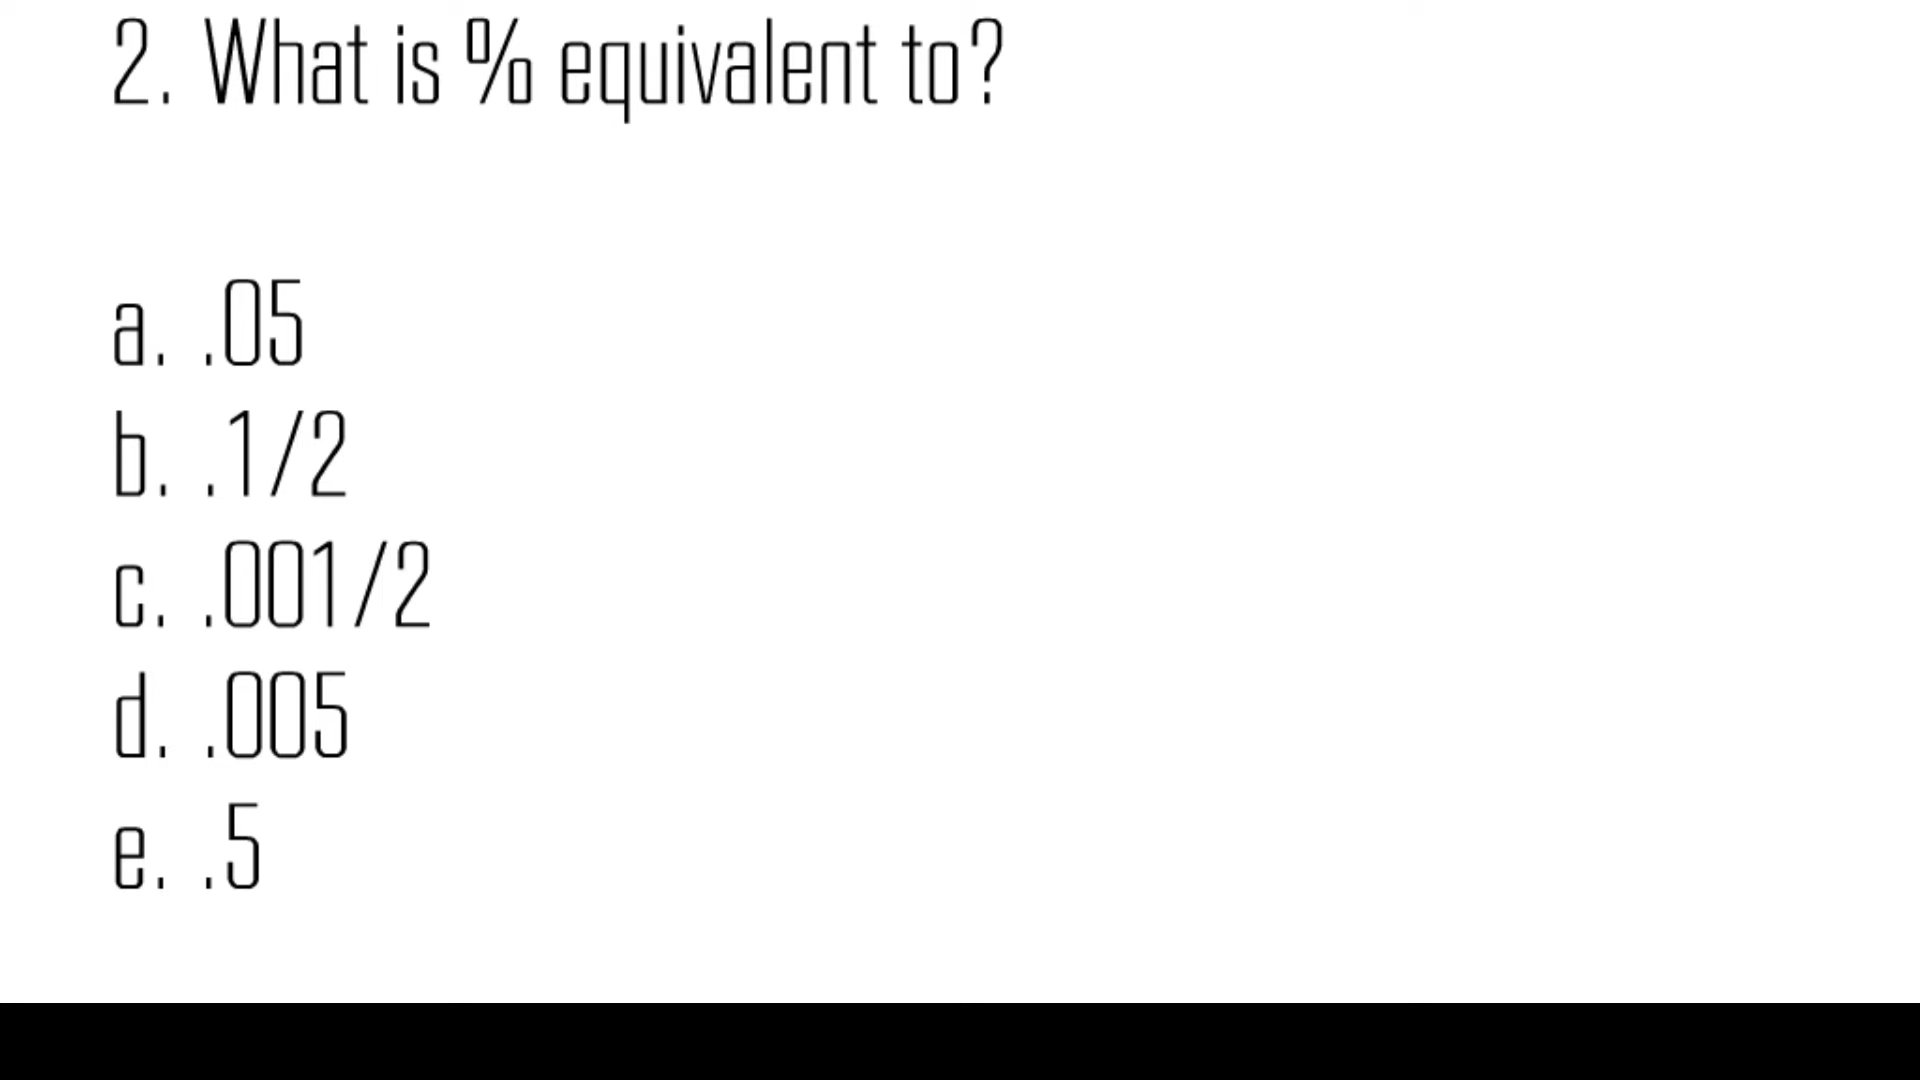 2. What is % equivalent to?
a. .05
b. .1/2
c. .001/2
d. .005
e. .5